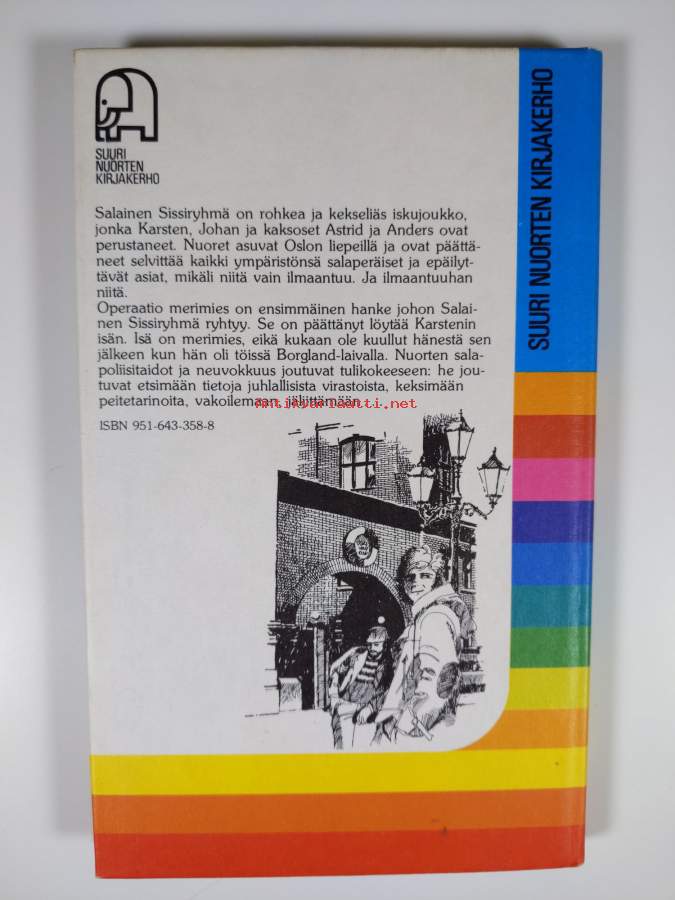 SUURI
NUORTEN
KIRJAKERHO
SUURI NUORTEN KIRJAKERHO
Salainen Sissiryhmä on rohkea ja kekseliäs iskujoukko,
jonka Karsten, Johan ja kaksoset Astrid ja Anders ovat
perustaneet. Nuoret asuvat Oslon liepeillä ja ovat päättä-
neet selvittää kaikki ympäristönsä salaperäiset ja epäilyt-
tävät asiat, mikäli niitä vain ilmaantuu. Ja ilmaantuuhan
niitä.
Operaatio merimies on ensimmäinen hanke johon Salai-
nen Sissiryhmä ryhtyy. Se on päättänyt löytää Karstenin
isän. Isä on merimies, eikä kukaan ole kuullut hänestä sen
jälkeen kun hän oli töissä Borgland-laivalla. Nuorten sala-
poliisitaidot ja neuvokkuus joutuvat tulikokeeseen: he jou-
tuvat etsimään tietoja juhlallisista virastoista, keksimään
peitetarinoita, vakoilemaan, jäljittämään
Antikvariaatti.net
ISBN 951-643-358-8